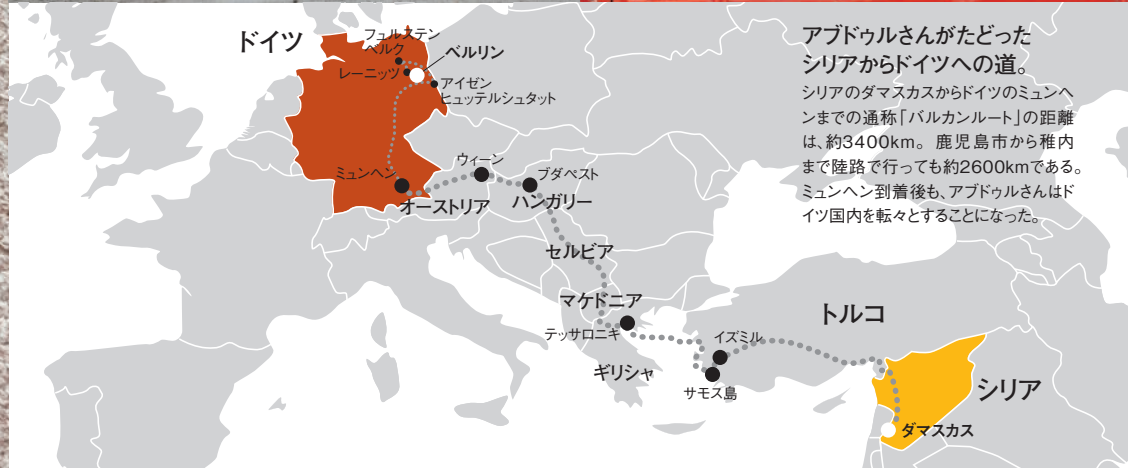 アブドゥルさんがたどった
シリアからドイツへの道。
シリアのダマスカスからドイツのミュンヘ
ンまでの通称「バルカンルート」の距離
は、約3400km。鹿児島市から稚内
まで陸路で行っても約2600kmである。
ミュンヘン到着後も、アブドゥルさんはド
イツ国内を転々とすることになった。
ドイツ
フュルステン
ベルク
ベルリン
レーニッツ
アイゼン
ヒュッテルシュタット
ミュンヘン
ウィーン
ブダペスト
オーストリア
ハンガリー
セルビア
マケドニア
テッサロニキ
ギリシャ
イズミル
サモス島
トルコ
シリア
ダマスカス